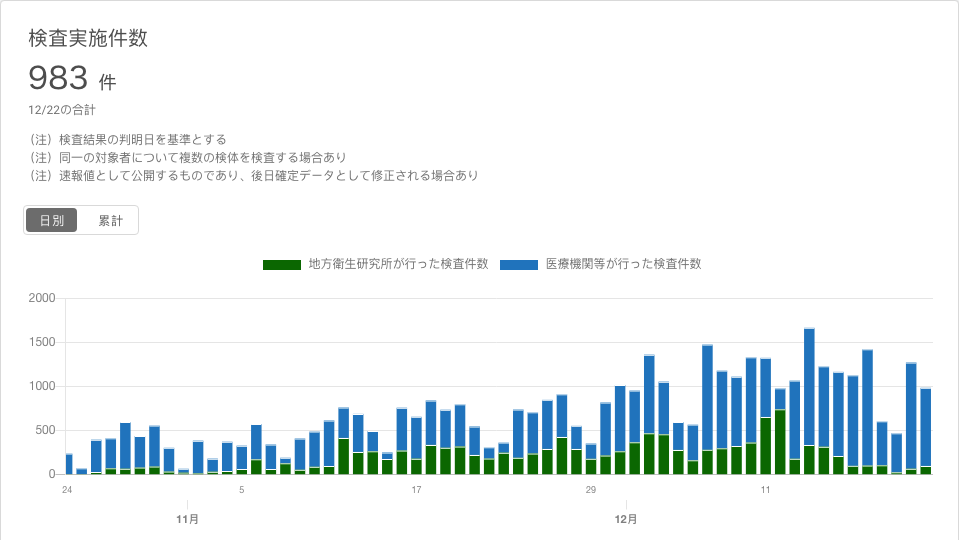 検査実施件数
983 件
12/22の合計
（注）検査結果の判明日を基準とする
（注）同一の対象者について複数の検体を検査する場合あり
（注）速報値として公開するものであり、後日確定データとして修正される場合あり
日別 累計
地方衛生研究所が行った検査件数 医療機関等が行った検査件数
2000
1500
1000
500
0
24 5 17 29 11
11月 12月